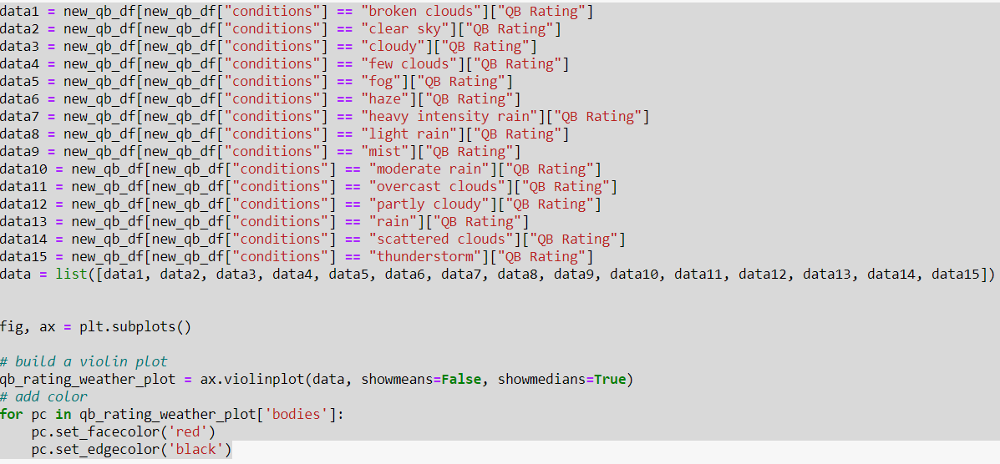 data1 = new_qb_df[new_qb_df["conditions"] == "broken clouds"]["QB Rating"]
data2 = new_qb_df[new_qb_df["conditions"] == "clear sky"]["QB Rating"]
data3 = new_qb_df[new_qb_df["conditions"] == "cloudy"]["QB Rating"]
data4 = new_qb_df[new_qb_df["conditions"] == "few clouds"]["QB Rating"]
data5 = new_qb_df[new_qb_df["conditions"] == "fog"]["QB Rating"]
data6 = new_qb_df[new_qb_df["conditions"] == "haze"]["QB Rating"]
data7 = new_qb_df[new_qb_df["conditions"] == "heavy intensity rain"]["QB Rating"]
data8 = new_qb_df[new_qb_df["conditions"] == "light rain"]["QB Rating"]
data9 = new_qb_df[new_qb_df["conditions"] == "mist"]["QB Rating"]
data10 = new_qb_df[new_qb_df["conditions"] == "moderate rain"]["QB Rating"]
data11 = new_qb_df[new_qb_df["conditions"] == "overcast clouds"]["QB Rating"]
data12 = new_qb_df[new_qb_df["conditions"] == "partly cloudy"]["QB Rating"]
data13 = new_qb_df[new_qb_df["conditions"] == "rain"]["QB Rating"]
data14 = new_qb_df[new_qb_df["conditions"] == "scattered clouds"]["QB Rating"]
data15 = new_qb_df[new_qb_df["conditions"] == "thunderstorm"]["QB Rating"]
data = list([data1, data2, data3, data4, data5, data6, data7, data8, data9, data10, data11, data12, data13, data14, data15])
fig, ax = plt.subplots()
# build a violin plot
qb_rating_weather_plot = ax.violinplot(data, showmeans=False, showmedians=True)
# add color
for pc in qb_rating_weather_plot['bodies']:
    pc.set_facecolor('red')
    pc.set_edgecolor('black')